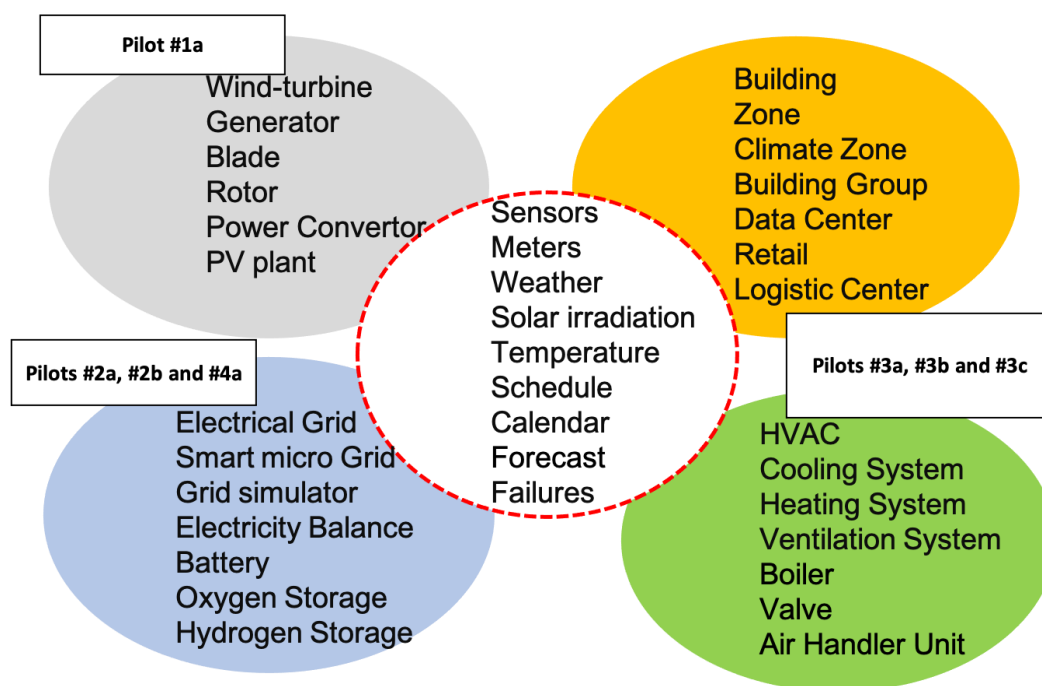 Pilot #1a
Wind-turbine
Generator
Blade
Rotor
Power Convertor
PV plant
Building
Zone
Climate Zone
Building Group
Data Center
Retail
Logistic Center
Sensors
Meters
Weather
Solar irradiation
Temperature
Schedule
Calendar
Forecast
Failures
Pilots #2a, #2b and #4a
Electrical Grid
Smart micro Grid
Grid simulator
Electricity Balance
Battery
Oxygen Storage
Hydrogen Storage
Pilots #3a, #3b and #3c
HVAC
Cooling System
Heating System
Ventilation System
Boiler
Valve
Air Handler Unit